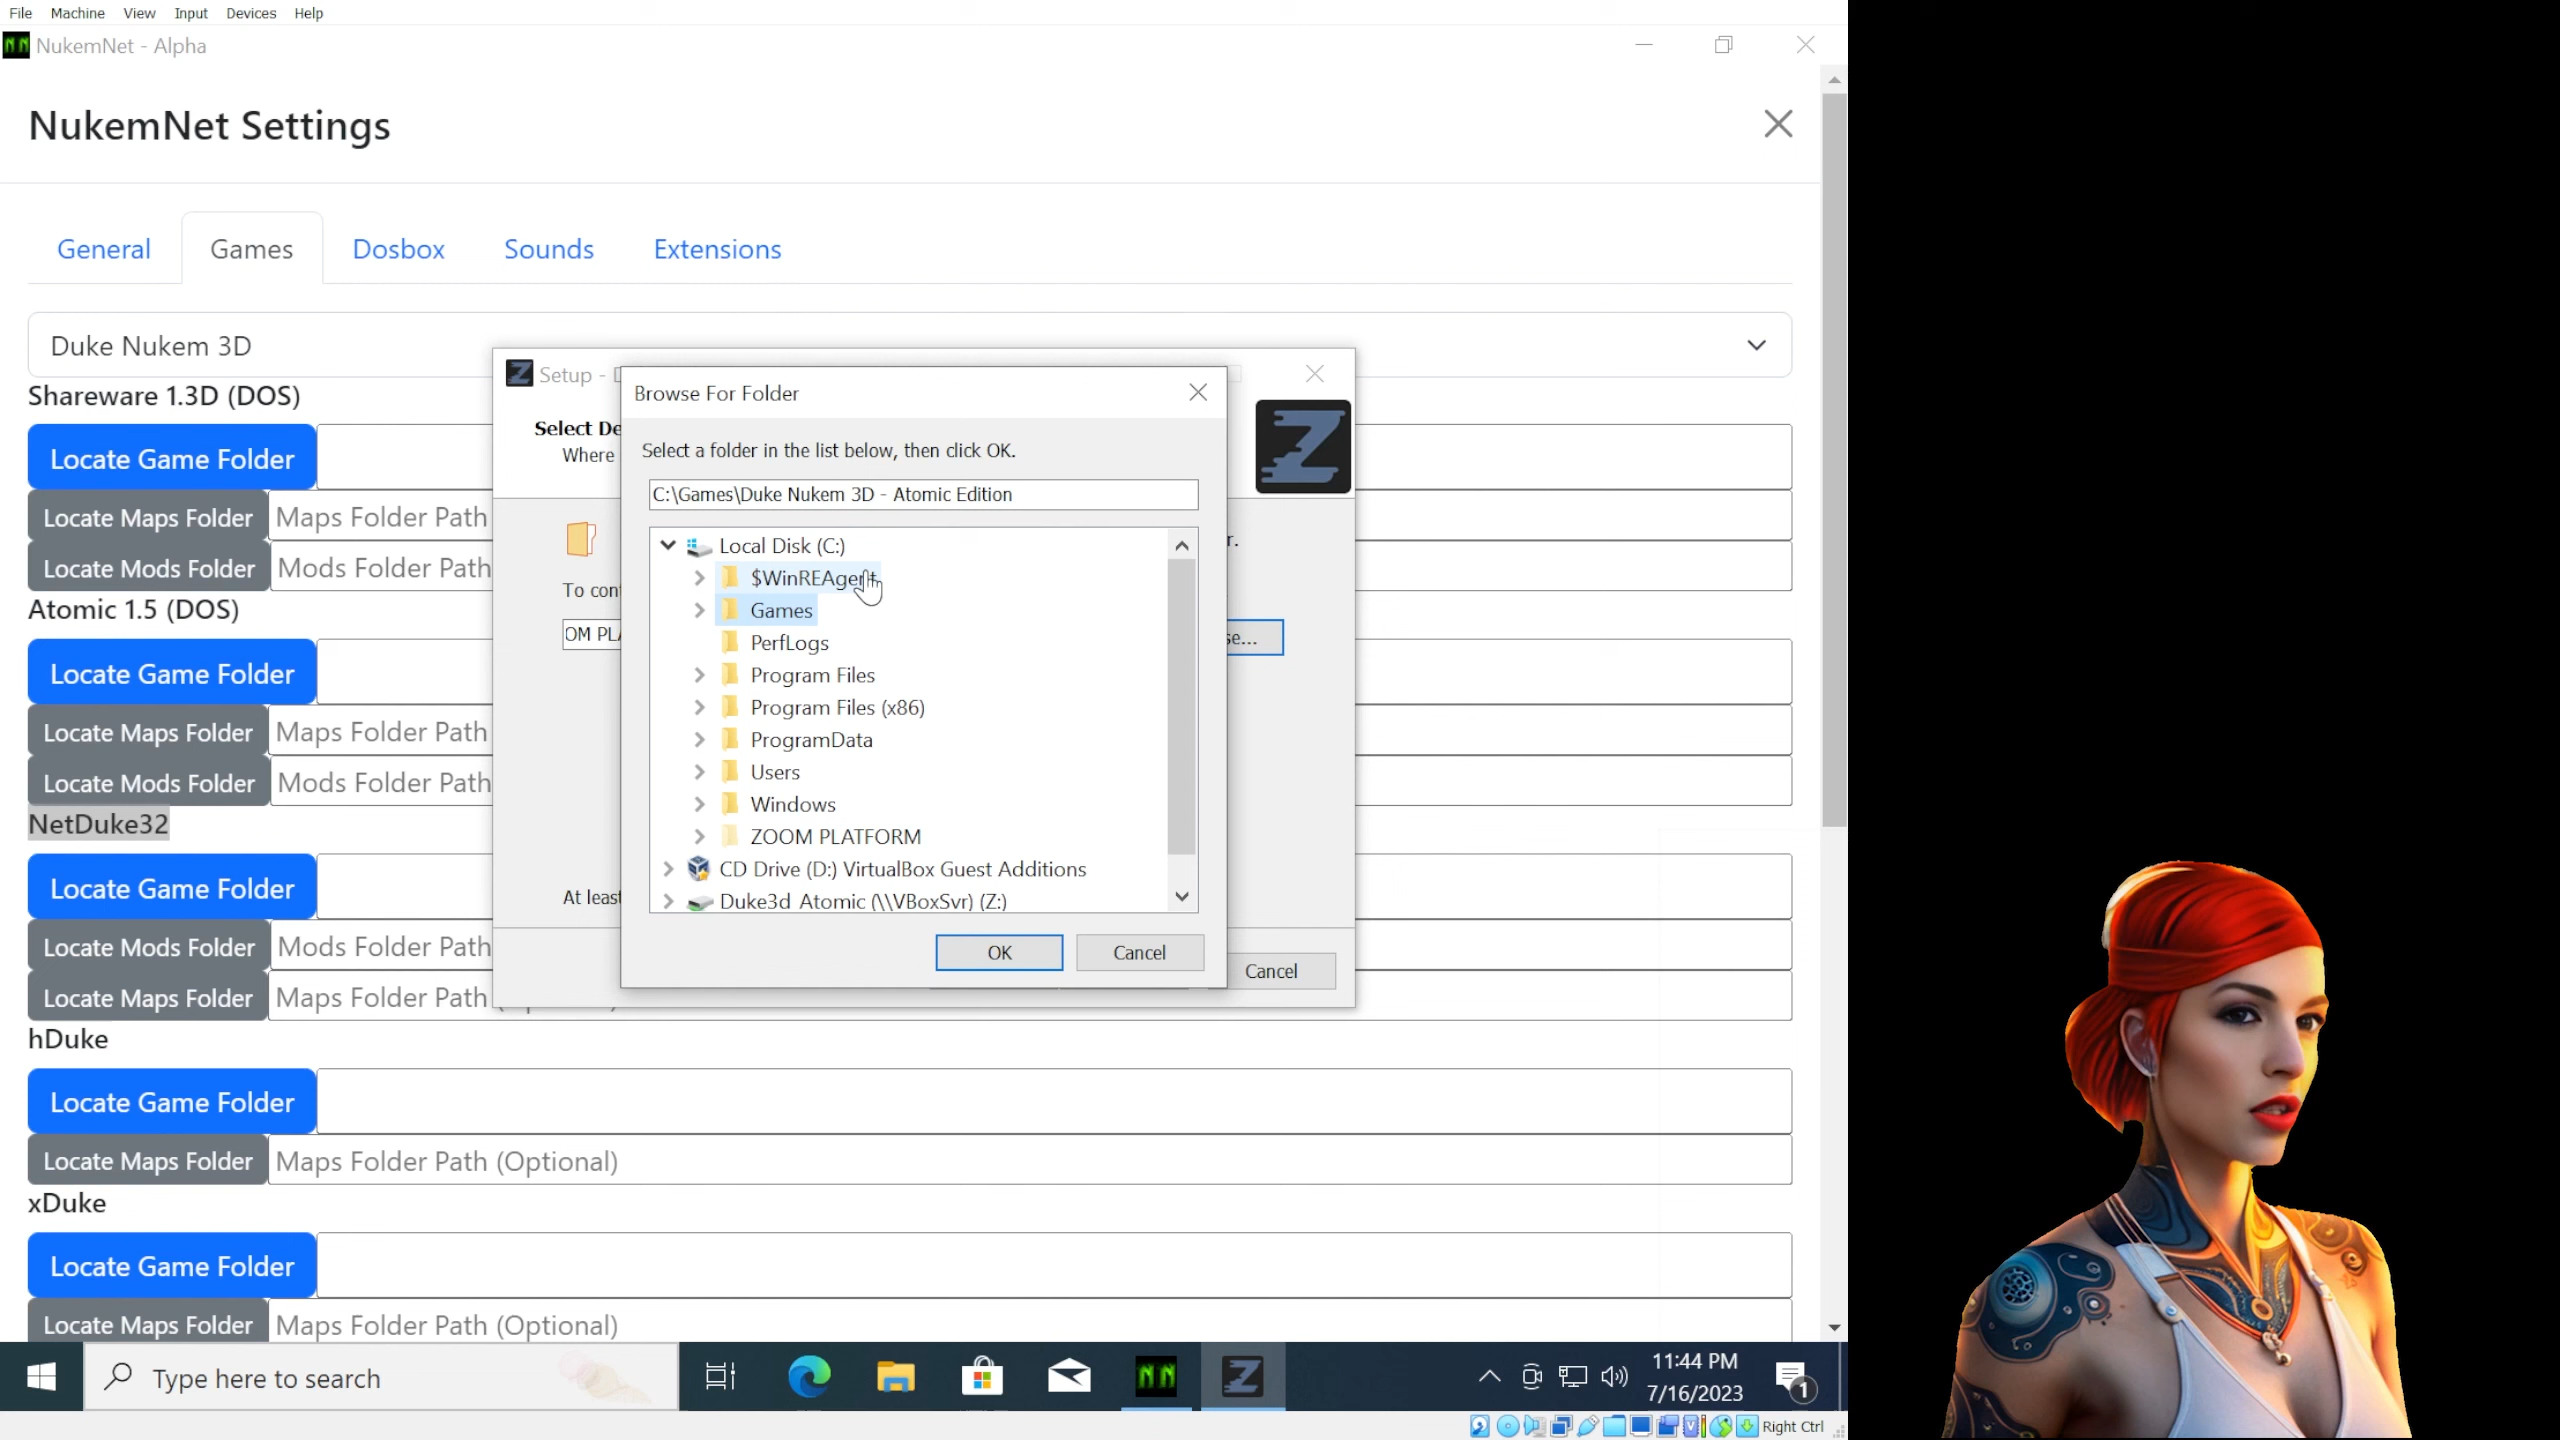 File Machine View Input Devices Help
NukemNet - Alpha
NukemNet Settings
General Games Dosbox Sounds Extensions
Duke Nukem 3D
Shareware 1.3D (DOS)
Locate Game Folder
Locate Maps Folder Maps Folder Path
Locate Mods Folder Mods Folder Path
Atomic 1.5 (DOS)
Locate Game Folder
Locate Maps Folder Maps Folder Path
Locate Mods Folder Mods Folder Path
NetDuke32
Locate Game Folder
Locate Mods Folder Mods Folder Path
Locate Maps Folder Maps Folder Path
hDuke
Locate Game Folder
Locate Maps Folder Maps Folder Path (Optional)
xDuke
Locate Game Folder
Locate Maps Folder Maps Folder Path (Optional)
Setup -
Select De
Where
r.
To cont
OM PLA
se...
At least
Cancel
Browse For Folder
Select a folder in the list below, then click OK.
C:\Games\Duke Nukem 3D - Atomic Edition
Local Disk (C:)
$WinREAgent
Games
PerfLogs
Program Files
Program Files (x86)
ProgramData
Users
Windows
ZOOM PLATFORM
CD Drive (D:) VirtualBox Guest Additions
Duke3d_Atomic (\\VBoxSvr) (Z:)
OK Cancel
Type here to search
11:44 PM
7/16/2023
1
Right Ctrl